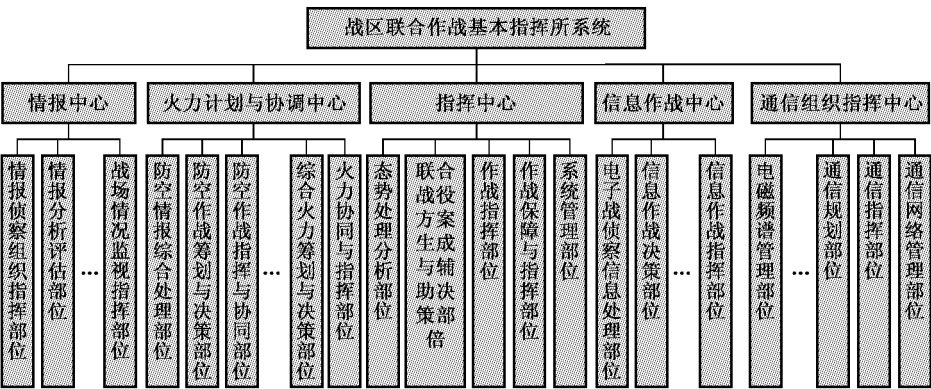 战区联合作战基本指挥所系统
情报中心
火力计划与协调中心
指挥中心
信息作战中心
通信组织指挥中心
情报侦察组织指挥部位
情报分析评估部位
…
战场情况监视指挥部位
防空情报综合处理部位
防空作战筹划与决策部位
防空作战指挥与协同部位
…
综合火力筹划与决策部位
火力协同与指挥部位
态势处理分析部位
联合战役方案生成与辅助决策部倍
作战指挥部位
作战保障与指挥部位
系统管理部位
电子战侦察信息处理部位
信息作战决策部位
…
信息作战指挥部位
电磁频谱管理部位
…
通信规划部位
通信指挥部位
通信网络管理部位